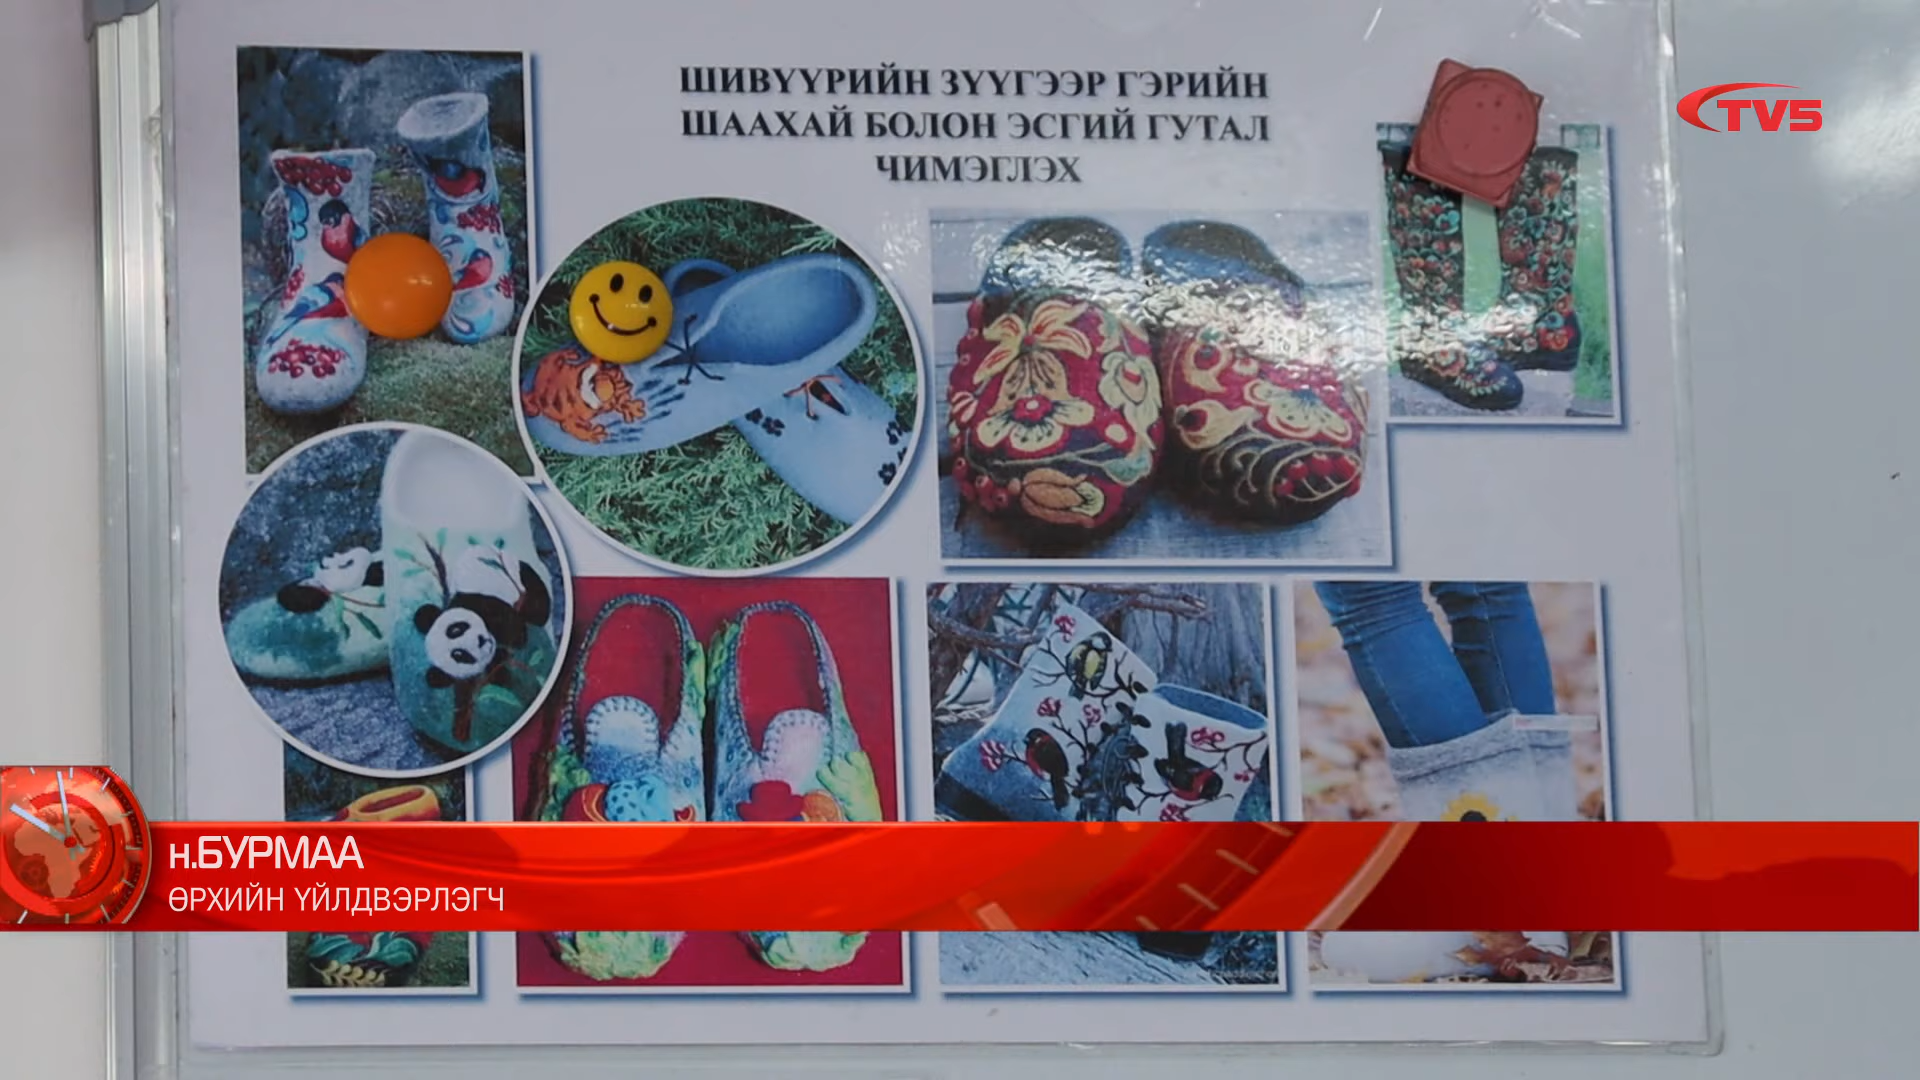 ШИВҮҮРИЙН ЗҮҮГЭЭР ГЭРИЙН
ШААХАЙ БОЛОН ЭСГИЙ ГУТАЛ
ЧИМЭГЛЭХ
TV5
Н.БУРМАА
ӨРХИЙН ҮЙЛДВЭРЛЭГЧ